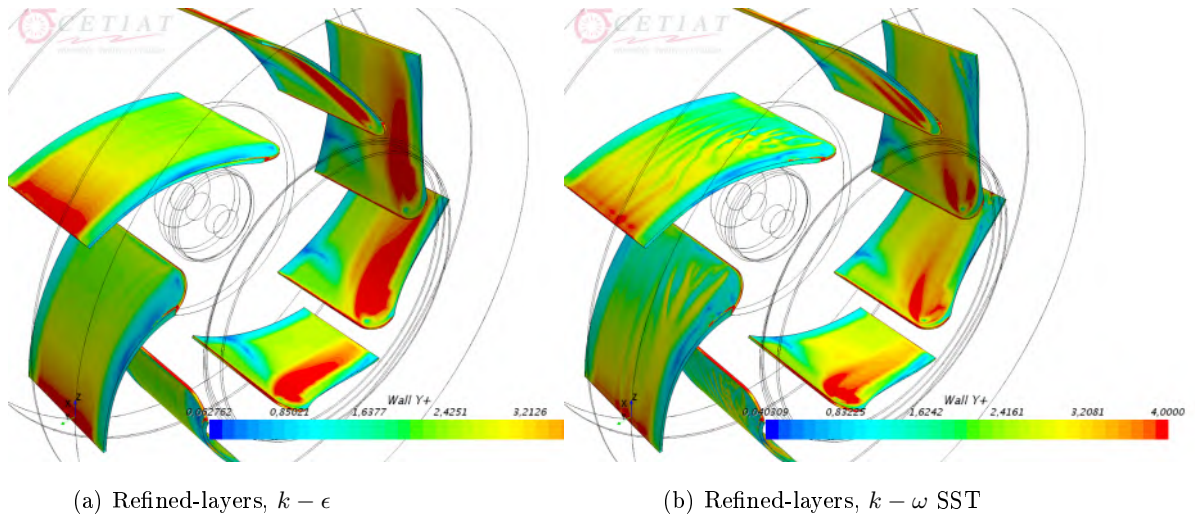 CETIAT
CETIAT
Wall Y+
0,062762 0,85021 1,6377 2,4251 3,2126
Wall Y+
0,040309 0,83225 1,6242 2,4161 3,2081 4,0000
X Z
X Z
(a) Refined-layers, k − ϵ
(b) Refined-layers, k − ω SST